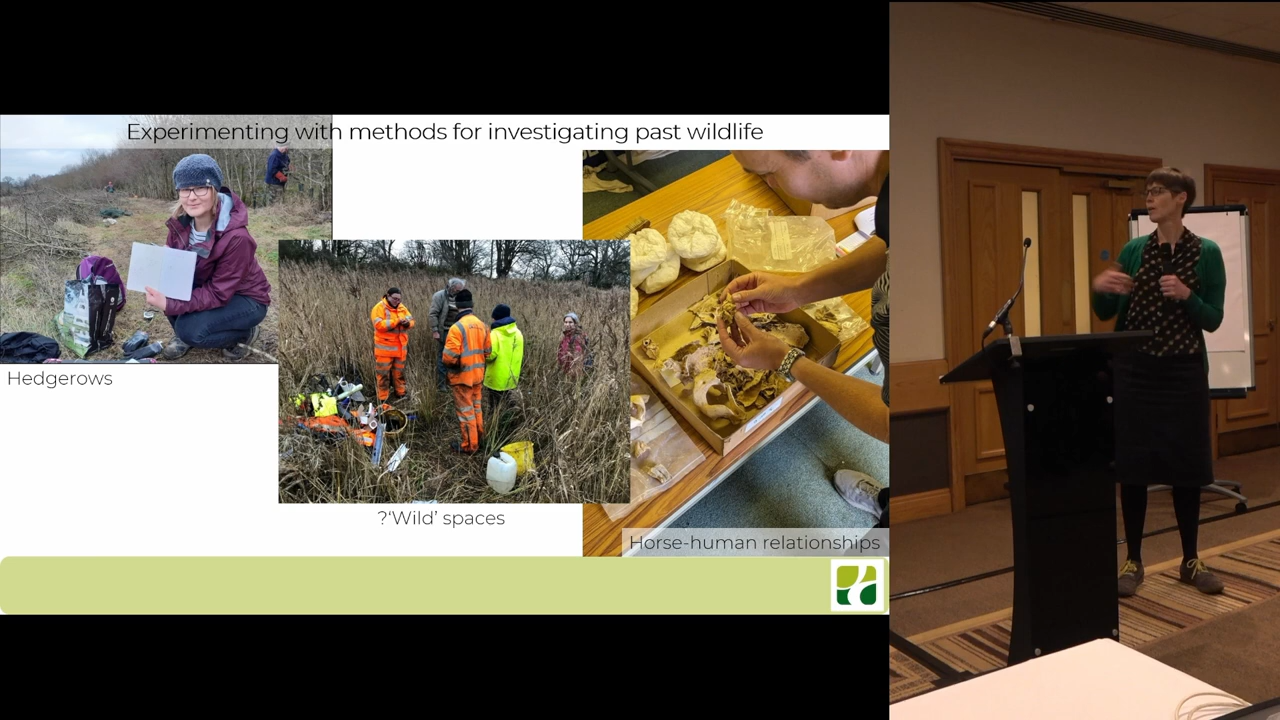 Experimenting with methods for investigating past wildlife
Hedgerows
?‘Wild’ spaces
Horse-human relationships